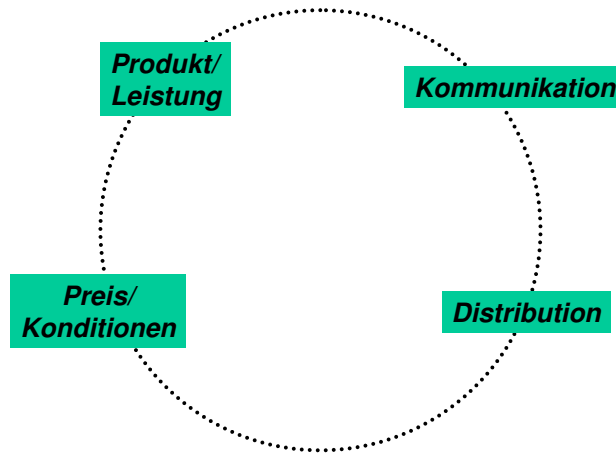 Produkt/
Leistung
Kommunikation
Preis/
Konditionen
Distribution